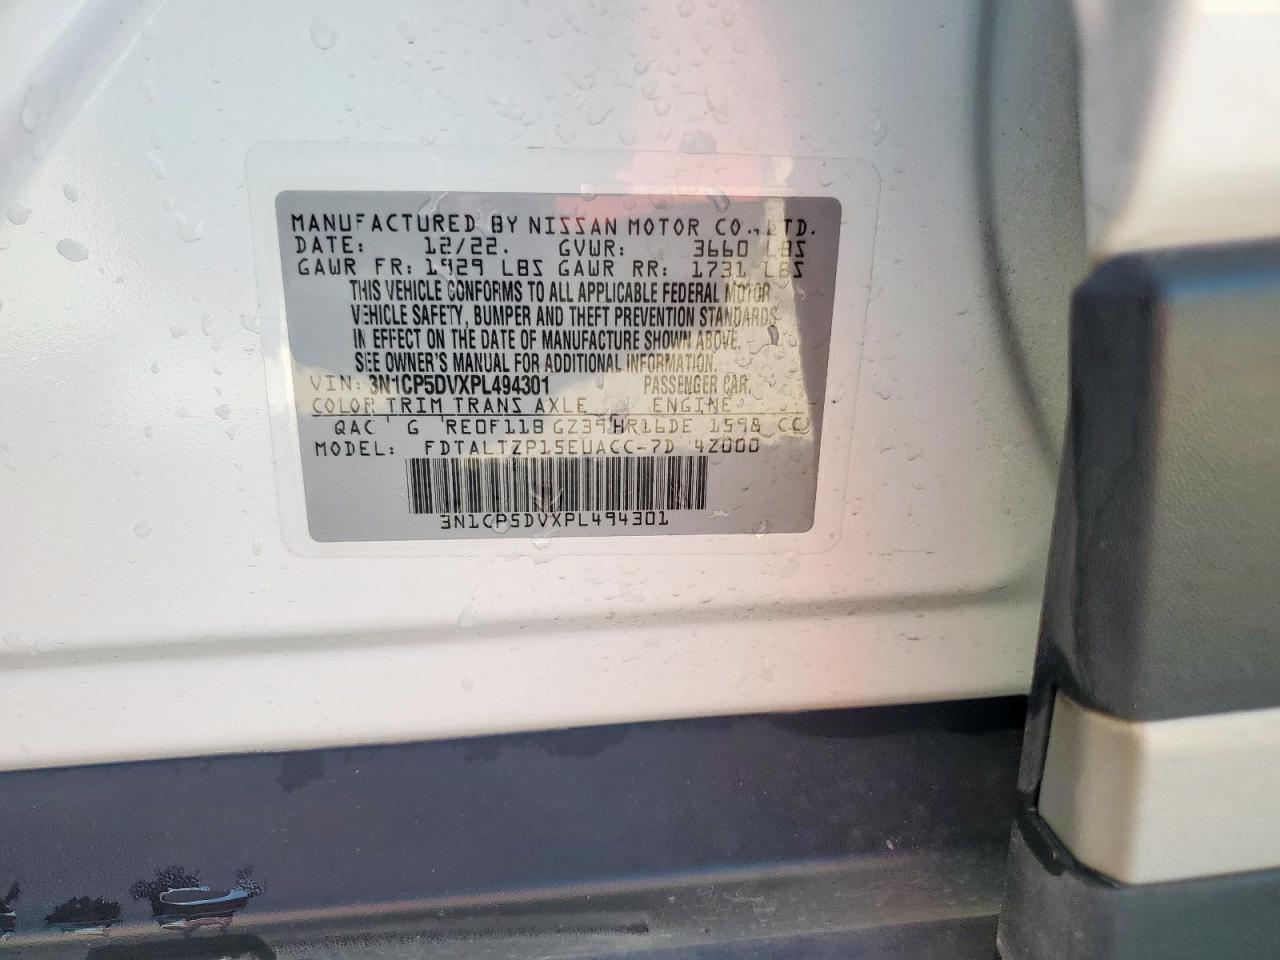 MANUFACTURED BY NISSAN MOTOR CO., LTD.
DATE: 12/22. GVWR: 3660 LBS
GAWR FR: 1929 LBS GAWR RR: 1731 LBS
THIS VEHICLE CONFORMS TO ALL APPLICABLE FEDERAL MOTOR
VEHICLE SAFETY, BUMPER AND THEFT PREVENTION STANDARDS
IN EFFECT ON THE DATE OF MANUFACTURE SHOWN ABOVE.
SEE OWNER'S MANUAL FOR ADDITIONAL INFORMATION.
VIN: 3N1CP5DVXPL494301 PASSENGER CAR
COLOR TRIM TRANS AXLE ENGINE
QAC G RE0F11B GZ39 HR16DE 1598 CC
MODEL: FDTALTZP15EUACC-7D 4Z000
3N1CP5DVXPL494301